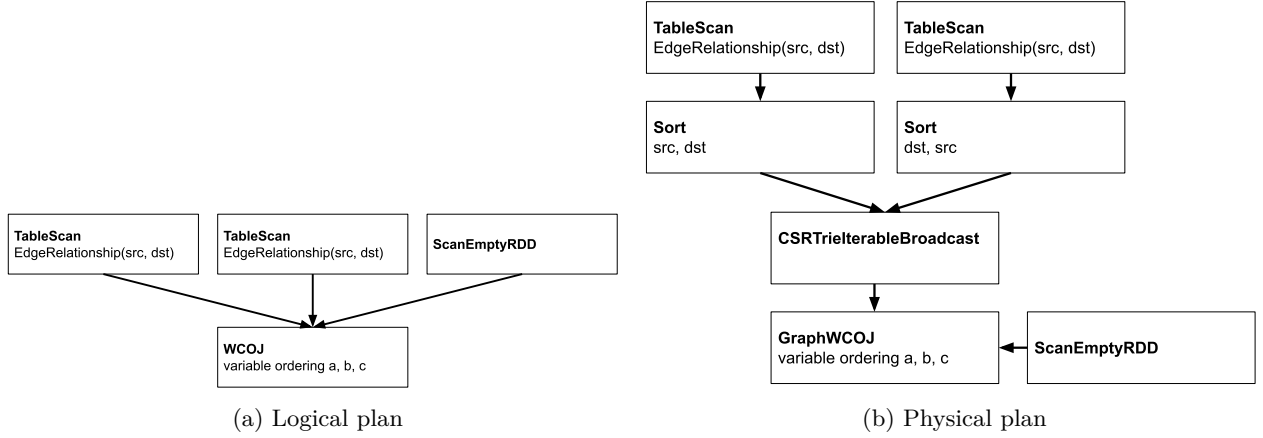 TableScan
EdgeRelationship(src, dst)
TableScan
EdgeRelationship(src, dst)
ScanEmptyRDD
WCOJ
variable ordering a, b, c
(a) Logical plan
TableScan
EdgeRelationship(src, dst)
TableScan
EdgeRelationship(src, dst)
Sort
src, dst
Sort
dst, src
CSRTrieIterableBroadcast
GraphWCOJ
variable ordering a, b, c
ScanEmptyRDD
(b) Physical plan